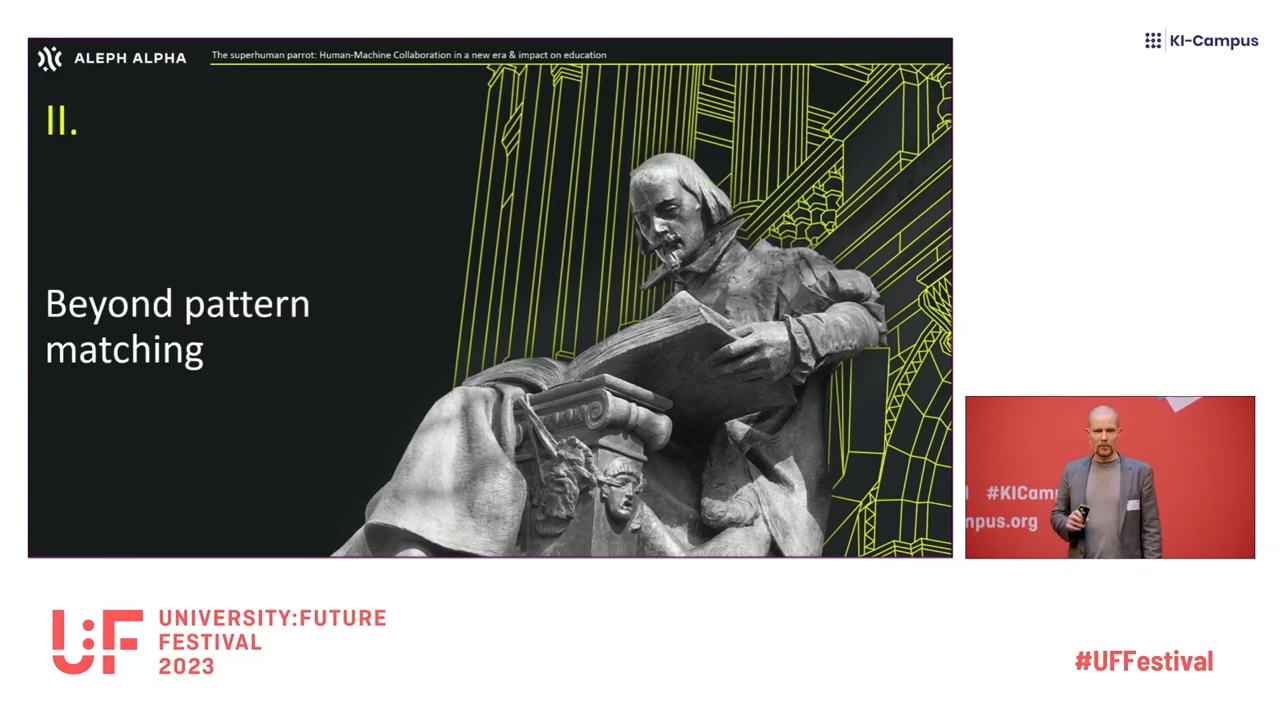 KI-Campus
ALEPH ALPHA
The superhuman parrot: Human-Machine Collaboration in a new era & impact on education
II.
Beyond pattern
matching
#KICam
mpus.org
U:F
UNIVERSITY:FUTURE
FESTIVAL
2023
#UFFestival